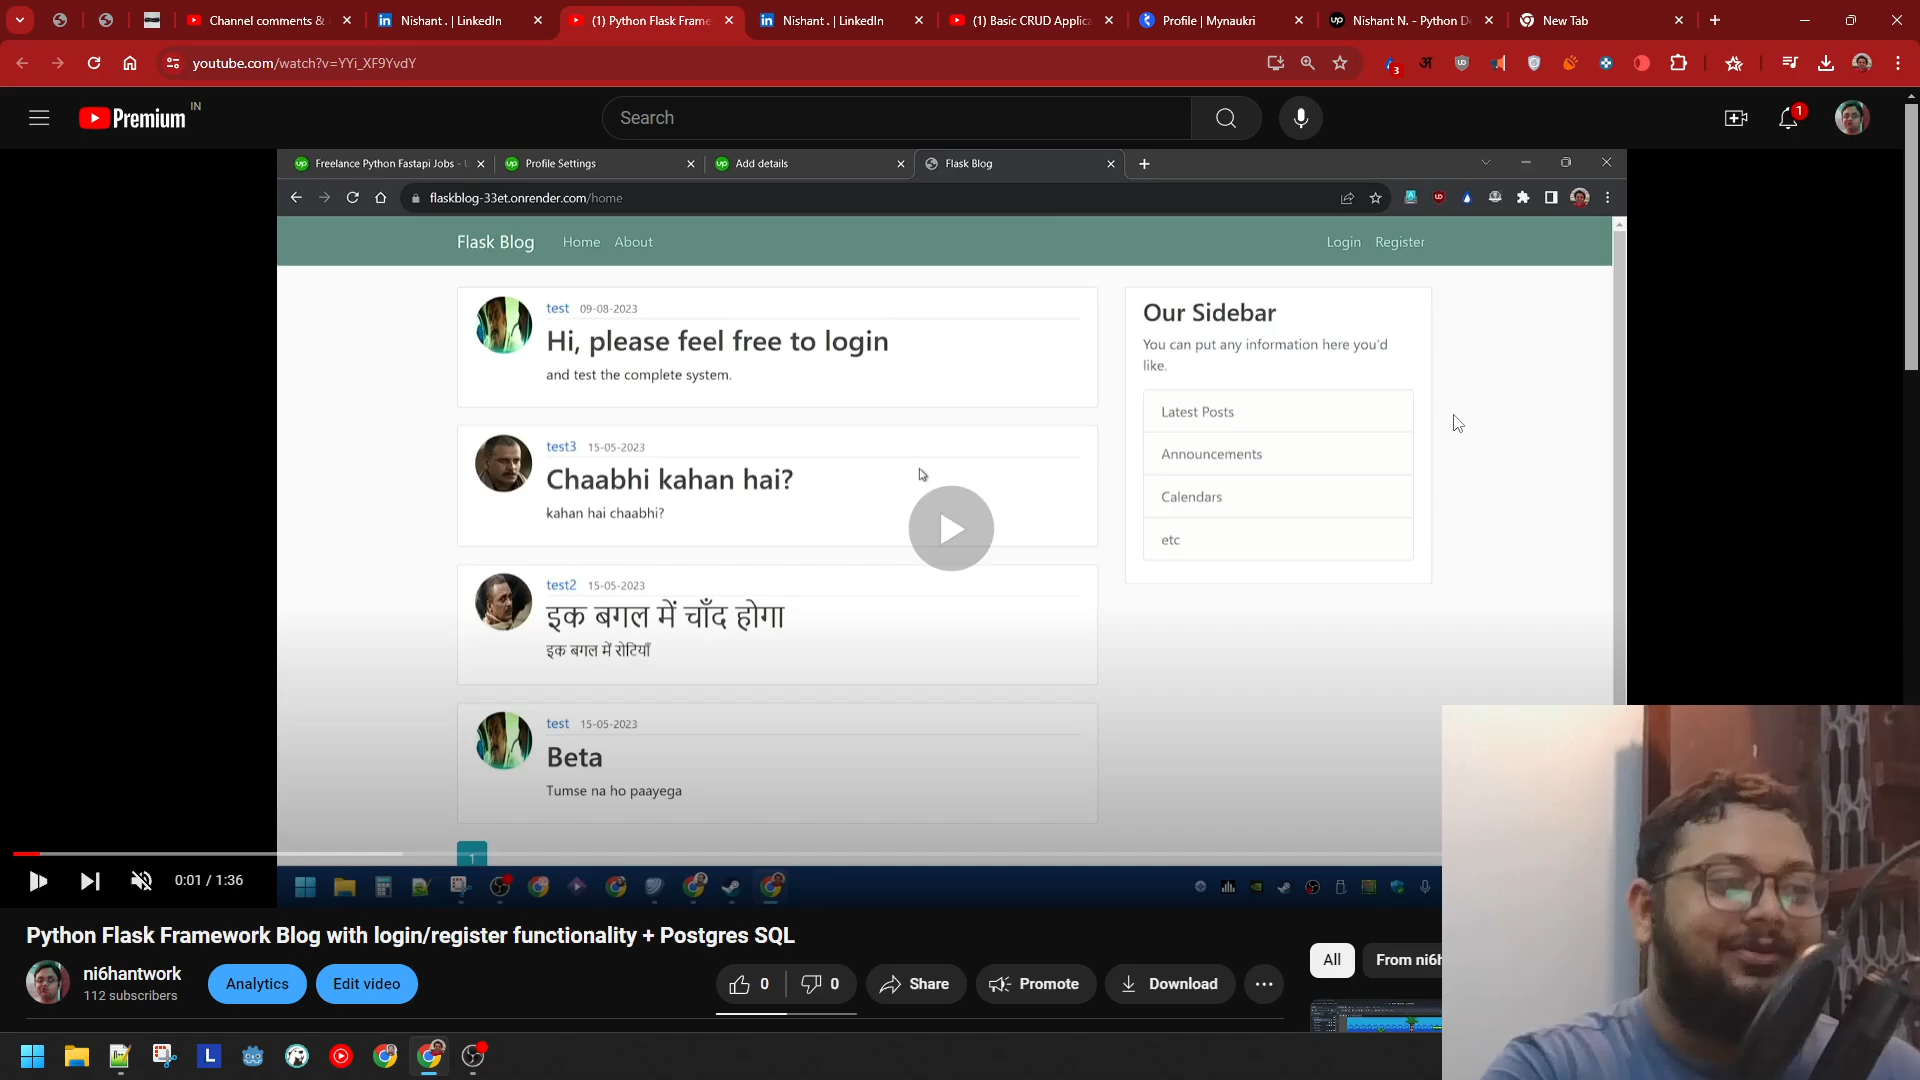 Channel comments &
Nishant . | LinkedIn
(1) Python Flask Frame
Nishant . | LinkedIn
(1) Basic CRUD Applica
Profile | Mynaukri
Nishant N. - Python De
New Tab
youtube.com/watch?v=YYi_XF9YvdY
3
Premium
IN
Search
1
Freelance Python Fastapi Jobs -
Profile Settings
Add details
Flask Blog
flaskblog-33et.onrender.com/home
Flask Blog
Home
About
Login
Register
test 09-08-2023
Hi, please feel free to login
and test the complete system.
test3 15-05-2023
Chaabhi kahan hai?
kahan hai chaabhi?
test2 15-05-2023
इक बगल में चाँद होगा
इक बगल में रोटियाँ
test 15-05-2023
Beta
Tumse na ho paayega
1
Our Sidebar
You can put any information here you'd
like.
Latest Posts
Announcements
Calendars
etc
0:01 / 1:36
Python Flask Framework Blog with login/register functionality + Postgres SQL
ni6hantwork
112 subscribers
Analytics
Edit video
0
0
Share
Promote
Download
All
From ni6h
L